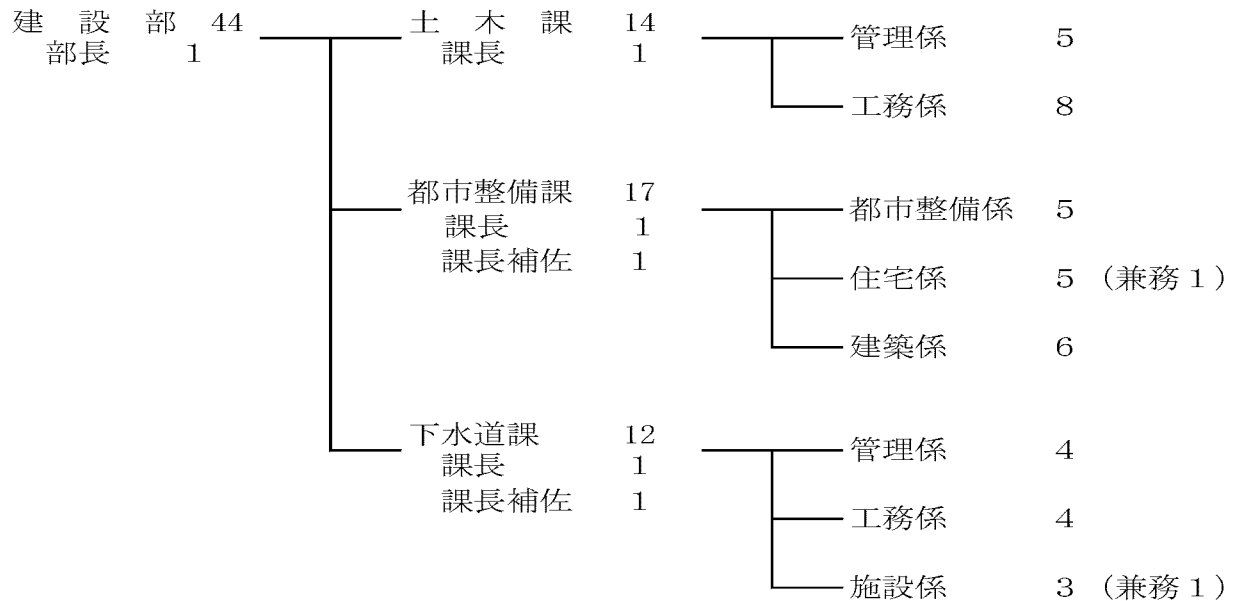 建設部 44
部長 1
土木課 14
課長 1
管理係 5
工務係 8
都市整備課 17
課長 1
課長補佐 1
都市整備係 5
住宅係 5 (兼務1)
建築係 6
下水道課 12
課長 1
課長補佐 1
管理係 4
工務係 4
施設係 3 (兼務1)